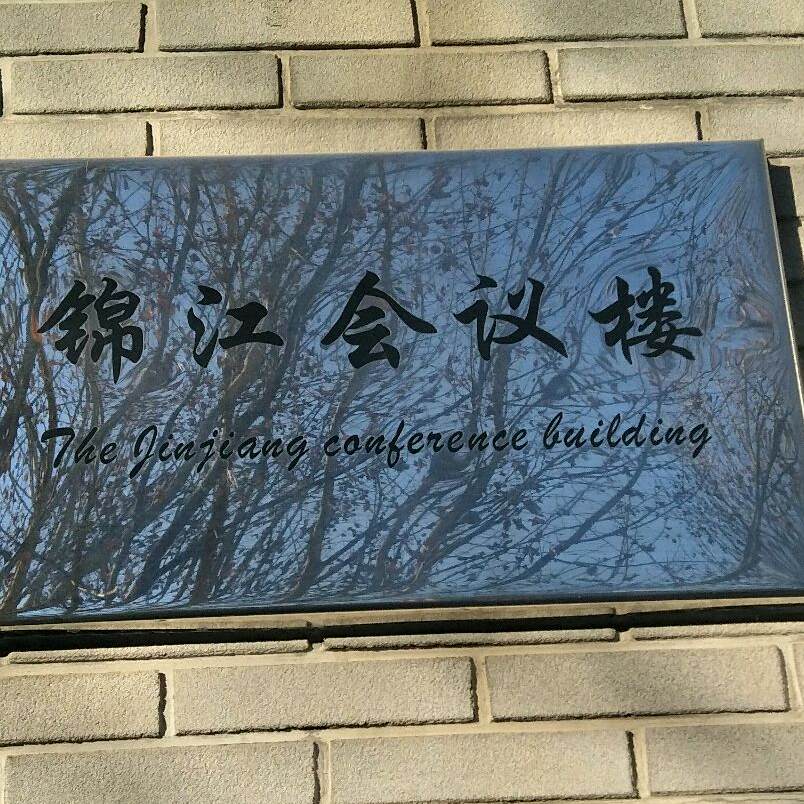 锦江会议楼
The Jinjiang conference building